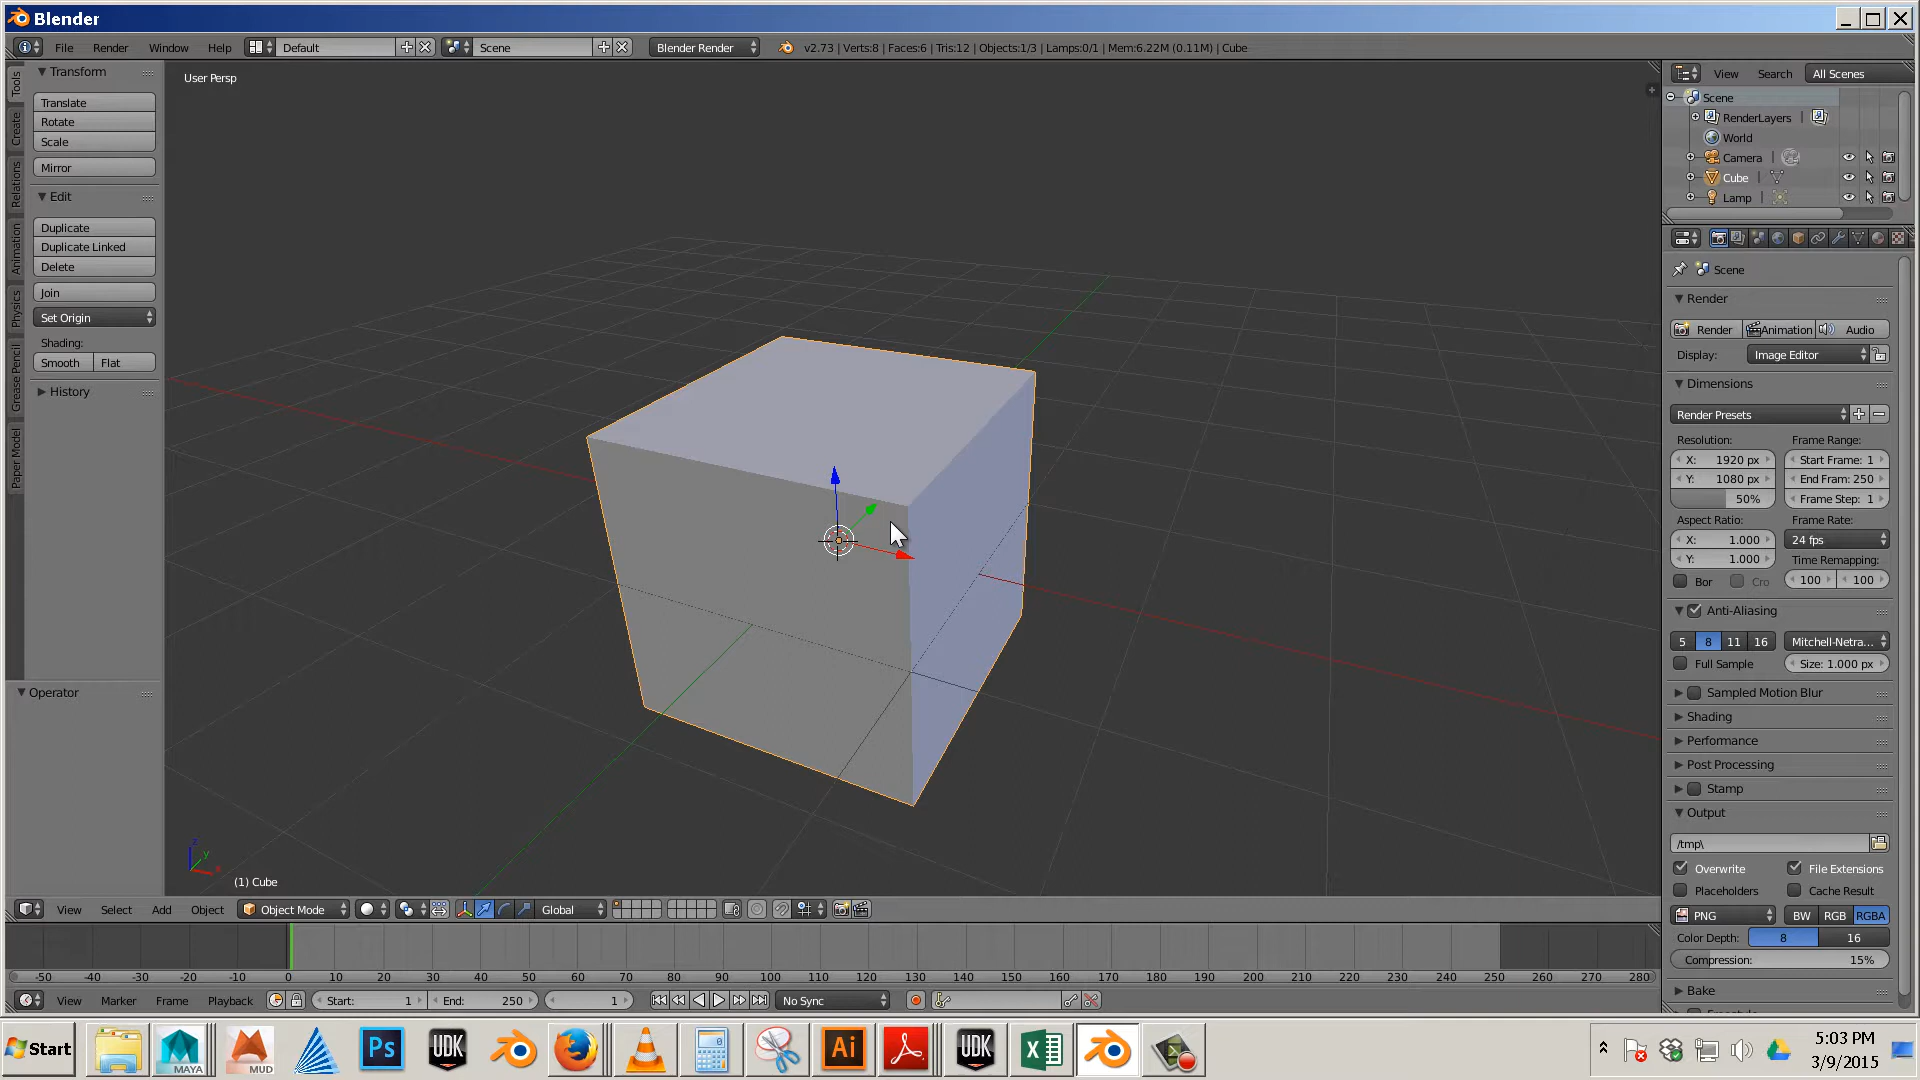 Blender
File Render Window Help Default Scene Blender Render v2.73 | Verts:8 | Faces:6 | Tris:12 | Objects:1/3 | Lamps:0/1 | Mem:6.22M (0.11M) | Cube
Tools
Create
Relations
Animation
Physics
Grease Pencil
Paper Model
Transform
Translate
Rotate
Scale
Mirror
Edit
Duplicate
Duplicate Linked
Delete
Join
Set Origin
Shading:
Smooth Flat
History
Operator
User Persp
z
y
x
(1) Cube
View Search All Scenes
Scene
RenderLayers |
World
Camera |
Cube |
Lamp |
Scene
Render
Render Animation Audio
Display: Image Editor
Dimensions
Render Presets
Resolution: Frame Range:
X: 1920 px Start Frame: 1
Y: 1080 px End Fram: 250
50% Frame Step: 1
Aspect Ratio: Frame Rate:
X: 1.000 24 fps
Y: 1.000 Time Remapping:
Bor Cro 100 100
Anti-Aliasing
5 8 11 16 Mitchell-Netra...
Full Sample Size: 1.000 px
Sampled Motion Blur
Shading
Performance
Post Processing
Stamp
Output
/tmp\
Overwrite File Extensions
Placeholders Cache Result
PNG BW RGB RGBA
Color Depth: 8 16
Compression: 15%
Bake
View Select Add Object Object Mode Global
-50 -40 -30 -20 -10 0 10 20 30 40 50 60 70 80 90 100 110 120 130 140 150 160 170 180 190 200 210 220 230 240 250 260 270 280
View Marker Frame Playback Start: 1 End: 250 1 No Sync
Start MAYA MUD Ps UDK Ai UDK X
5:03 PM
3/9/2015